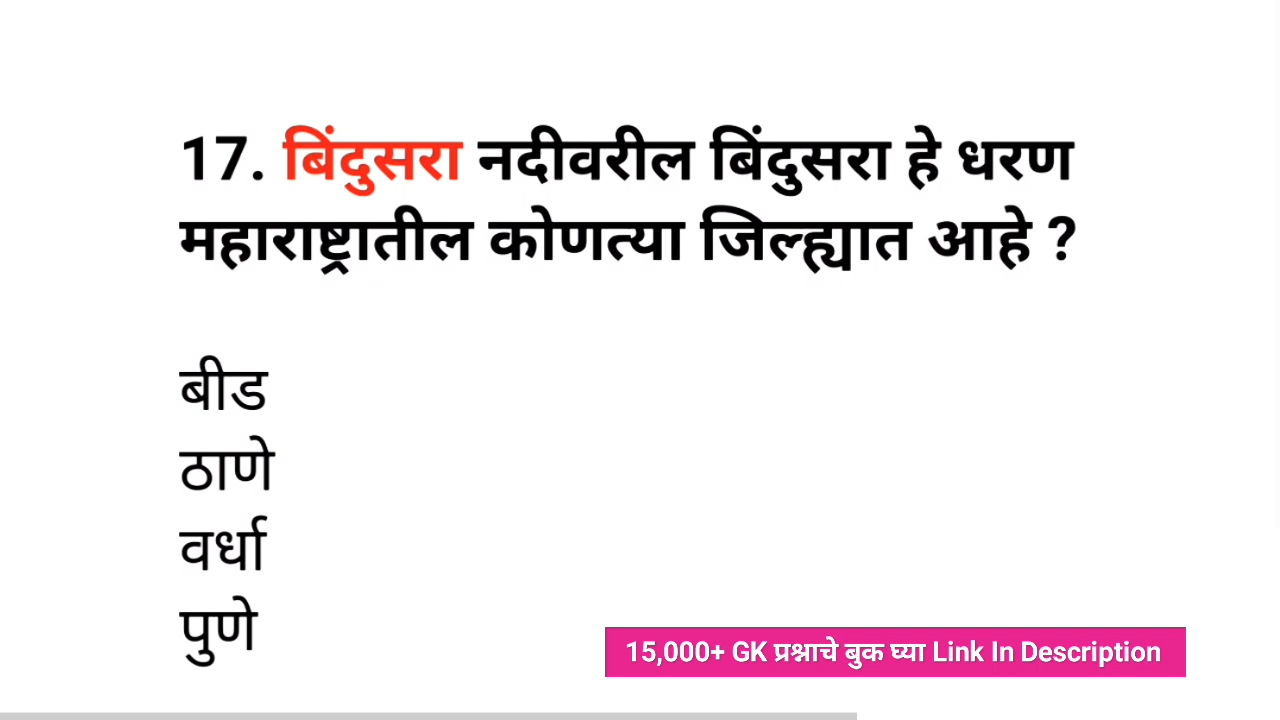 17. बिंदुसरा नदीवरील बिंदुसरा हे धरण
महाराष्ट्रातील कोणत्या जिल्ह्यात आहे ?
बीड
ठाणे
वर्धा
पुणे
15,000+ GK प्रश्नाचे बुक घ्या Link In Description